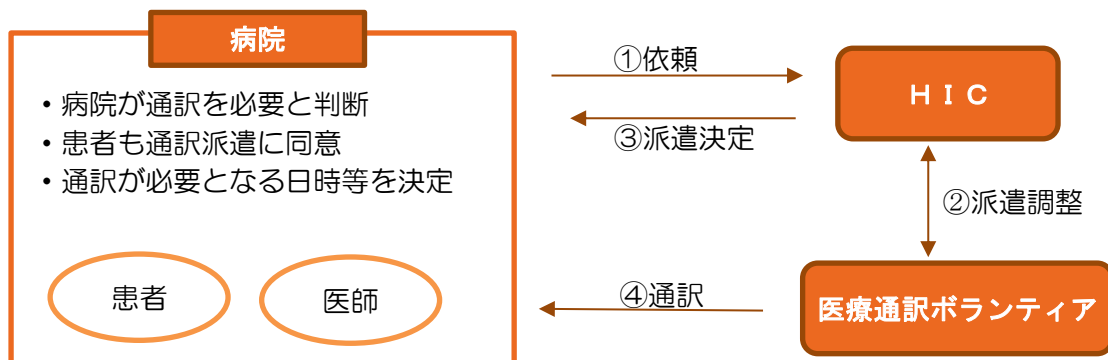 病院
・病院が通訳を必要と判断
・患者も通訳派遣に同意
・通訳が必要となる日時等を決定
患者
医師
①依頼
③派遣決定
ＨＩＣ
②派遣調整
④通訳
医療通訳ボランティア